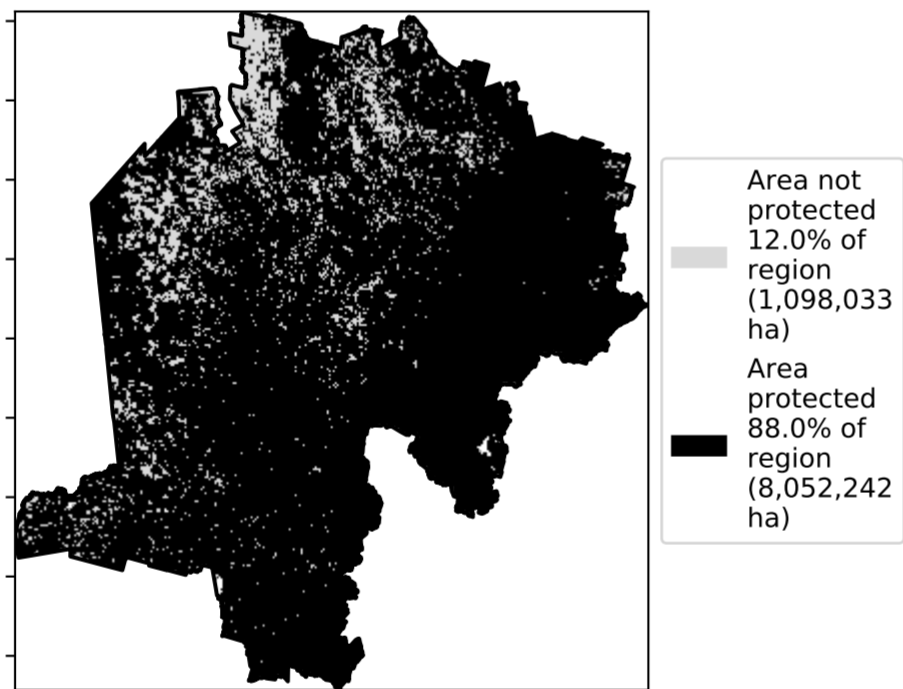 Area not
protected
12.0% of
region
(1,098,033
ha)
Area
protected
88.0% of
region
(8,052,242
ha)